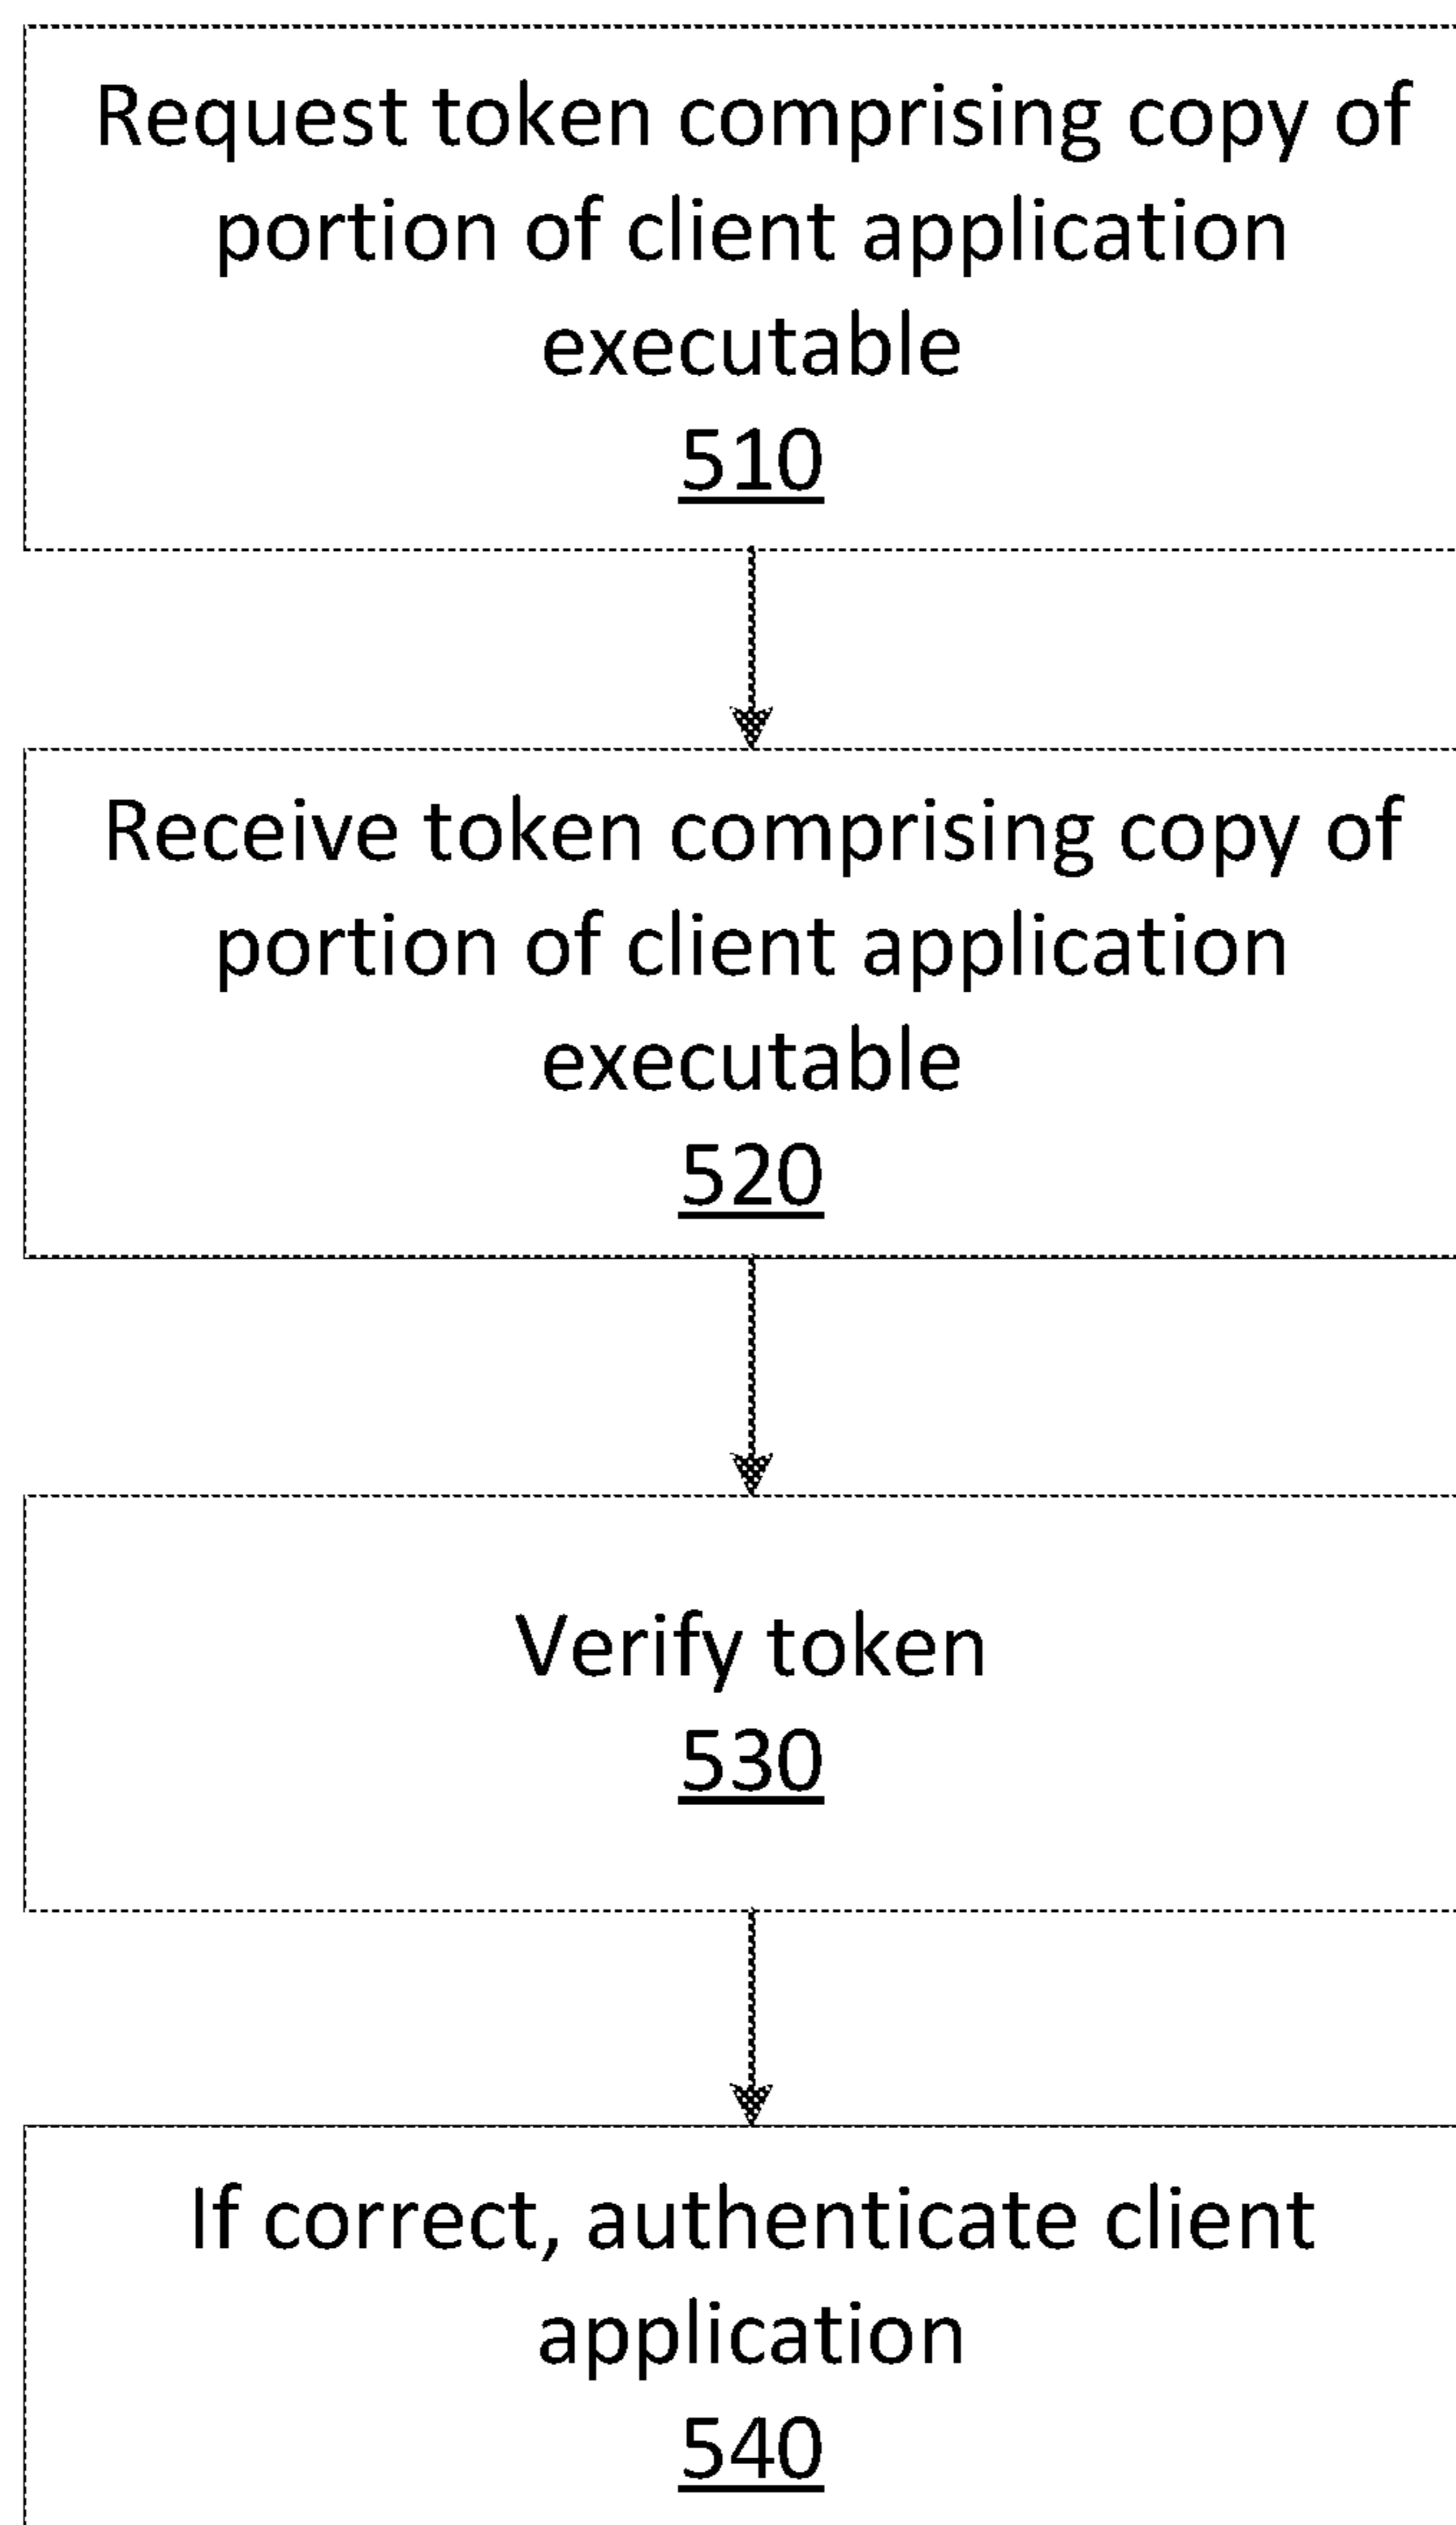 Request token comprising copy of
portion of client application
executable
510
Receive token comprising copy of
portion of client application
executable
520
Verify token
530
If correct, authenticate client
application
540